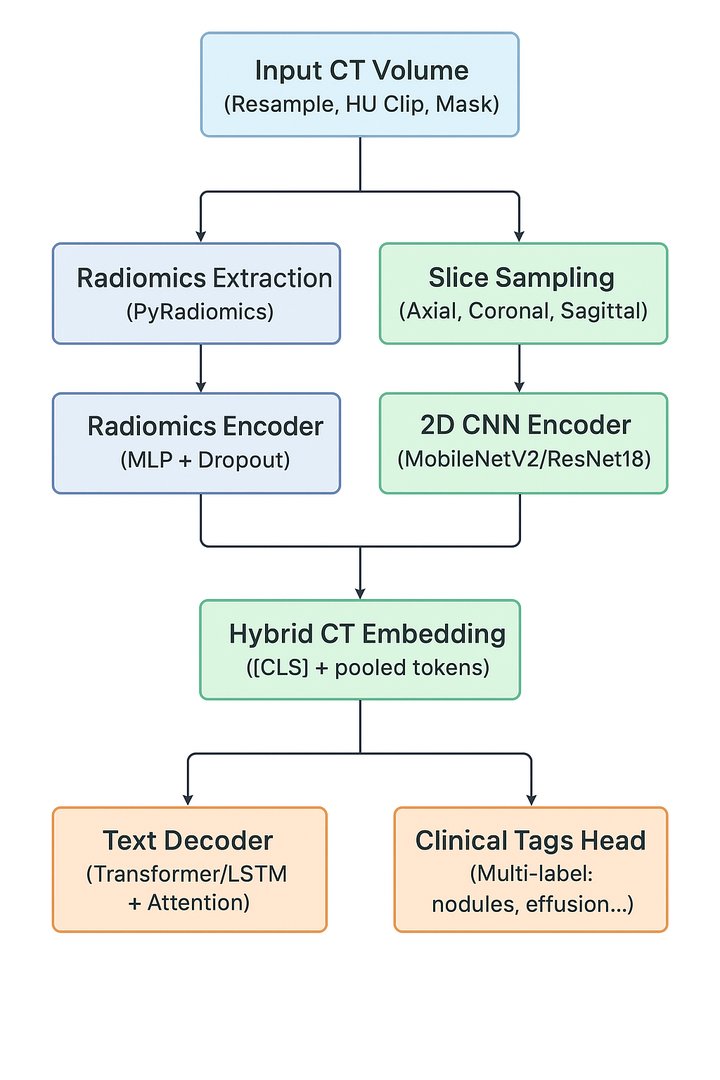 Input CT Volume
(Resample, HU Clip, Mask)
Radiomics Extraction
(PyRadiomics)
Slice Sampling
(Axial, Coronal, Sagittal)
Radiomics Encoder
(MLP + Dropout)
2D CNN Encoder
(MobileNetV2/ResNet18)
Hybrid CT Embedding
([CLS] + pooled tokens)
Text Decoder
(Transformer/LSTM
+ Attention)
Clinical Tags Head
(Multi-label:
nodules, effusion...)